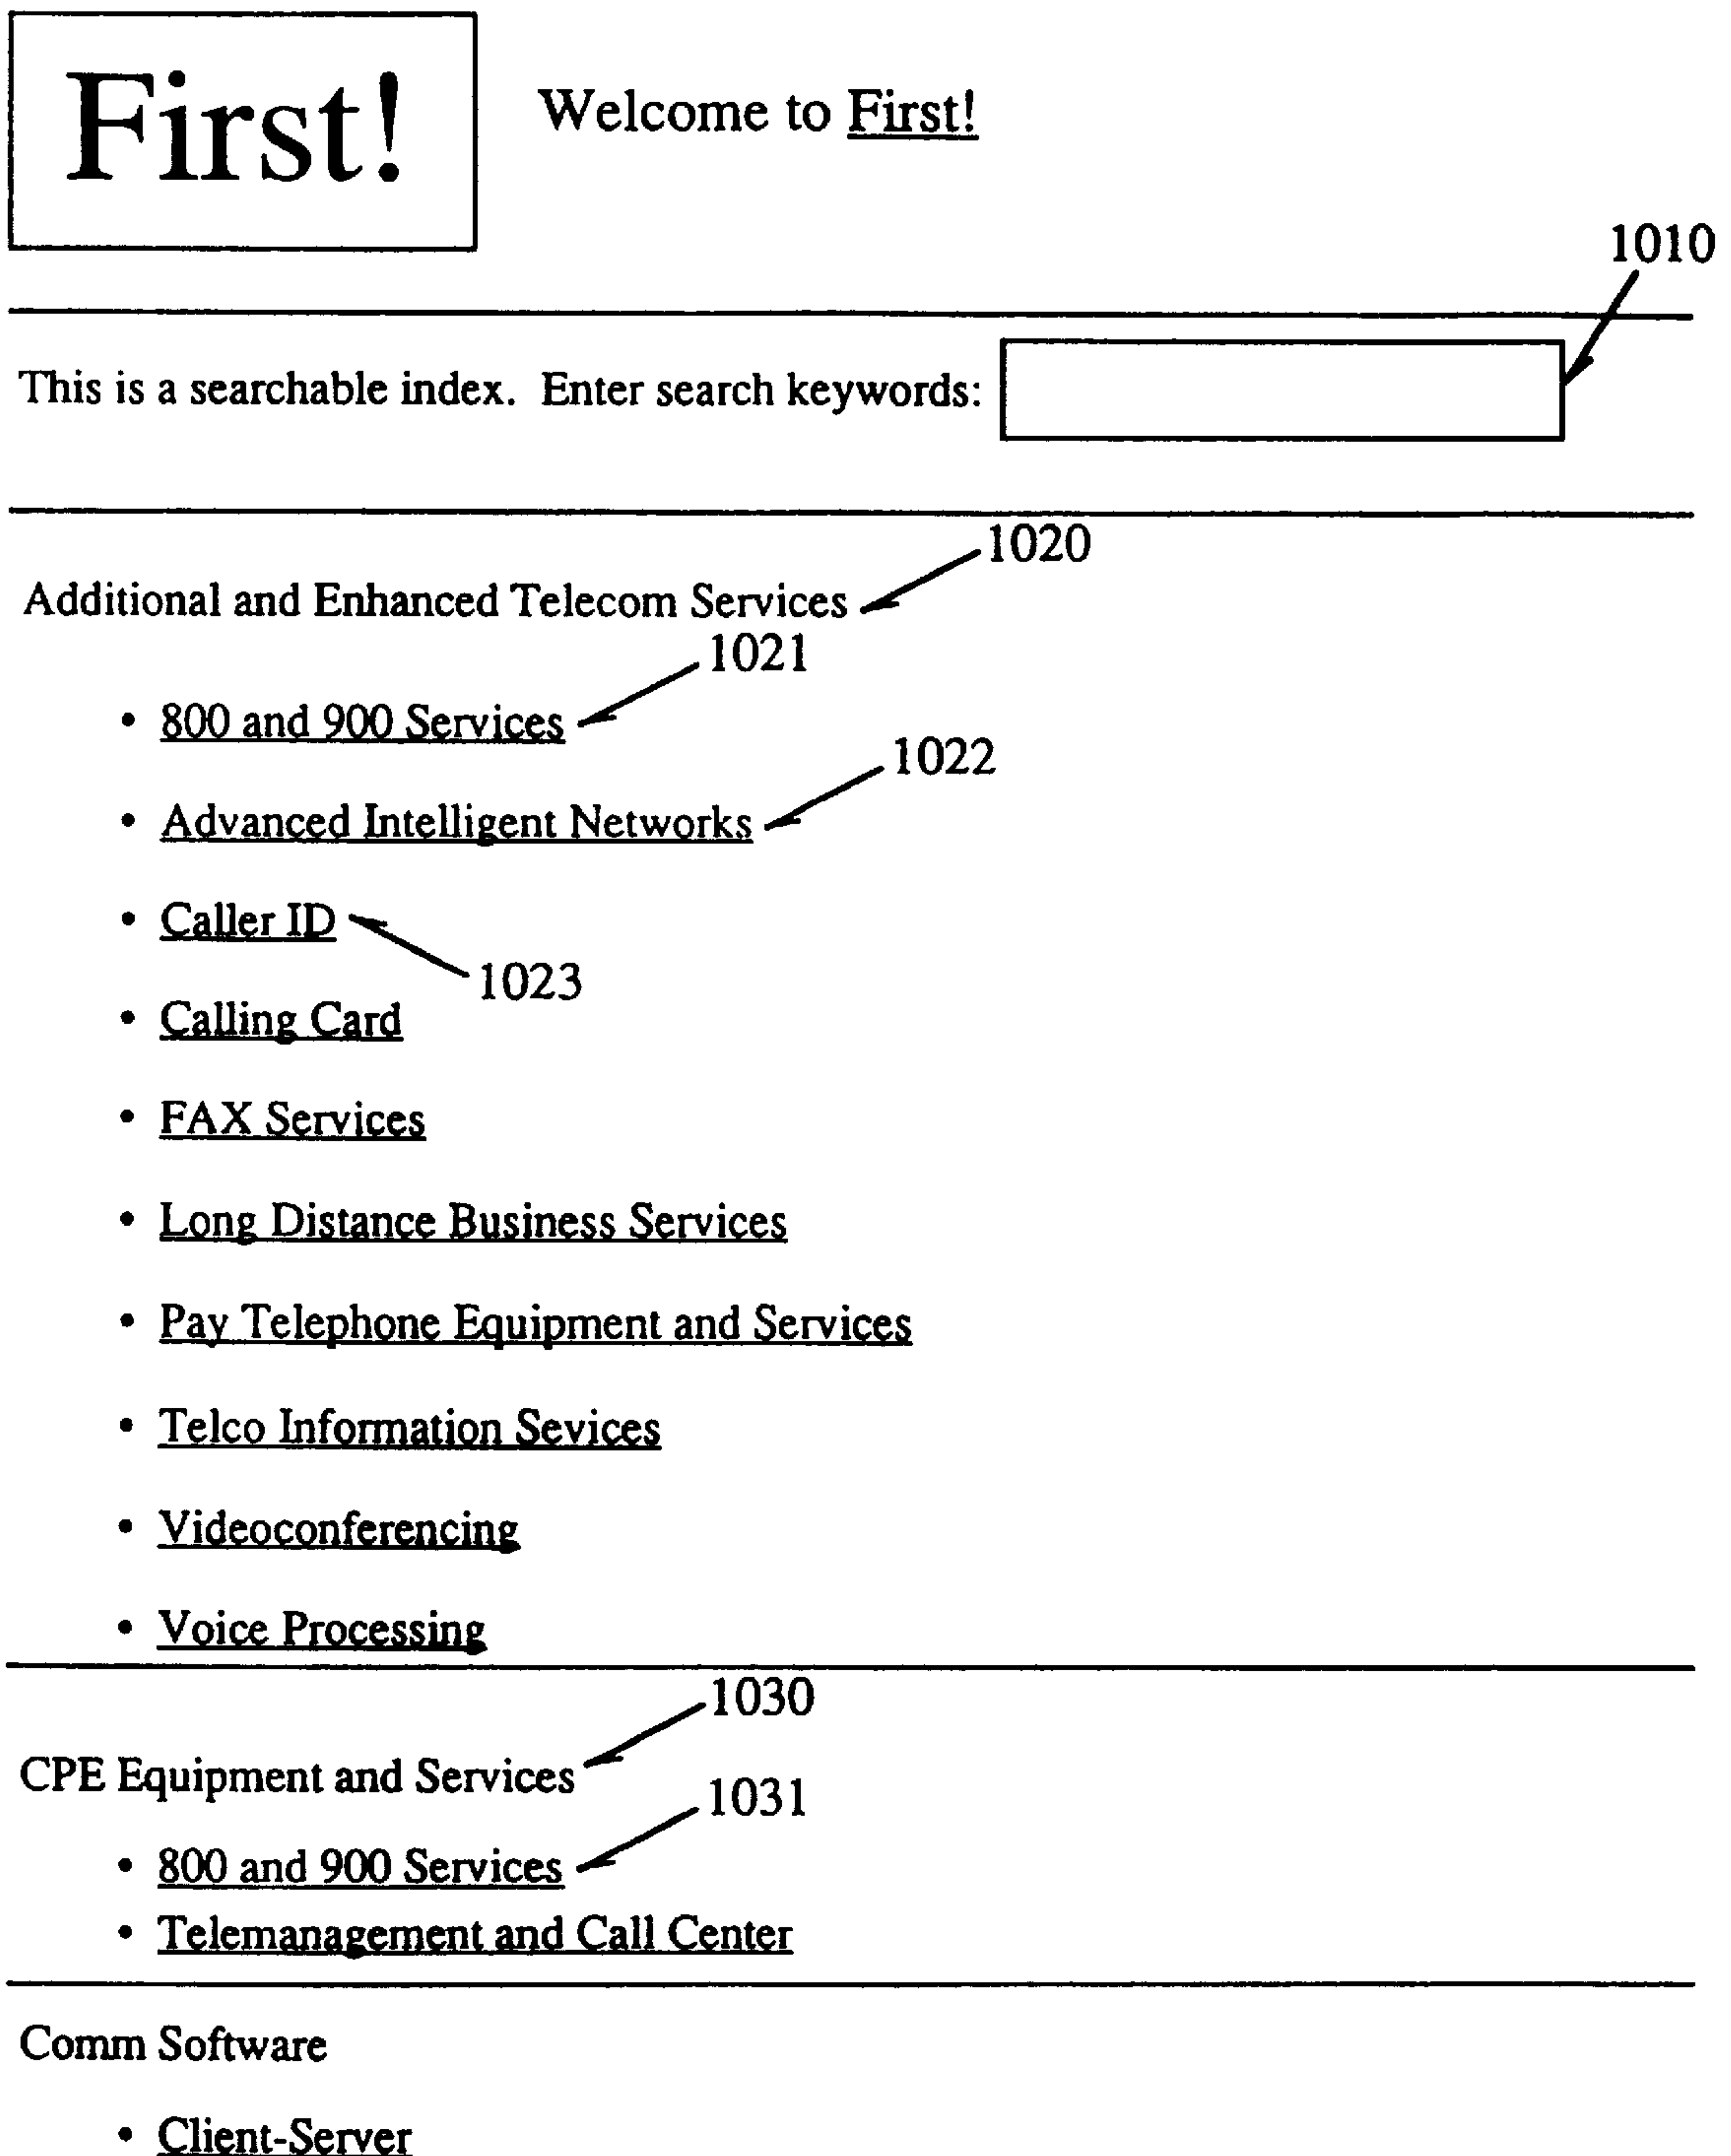 First!
Welcome to First!
1010
This is a searchable index. Enter search keywords:
1020
Additional and Enhanced Telecom Services
1021
• 800 and 900 Services
1022
• Advanced Intelligent Networks
• Caller ID
1023
• Calling Card
• FAX Services
• Long Distance Business Services
• Pay Telephone Equipment and Services
• Telco Information Sevices
• Videoconferencing
• Voice Processing
1030
CPE Equipment and Services
1031
• 800 and 900 Services
• Telemanagement and Call Center
Comm Software
• Client-Server